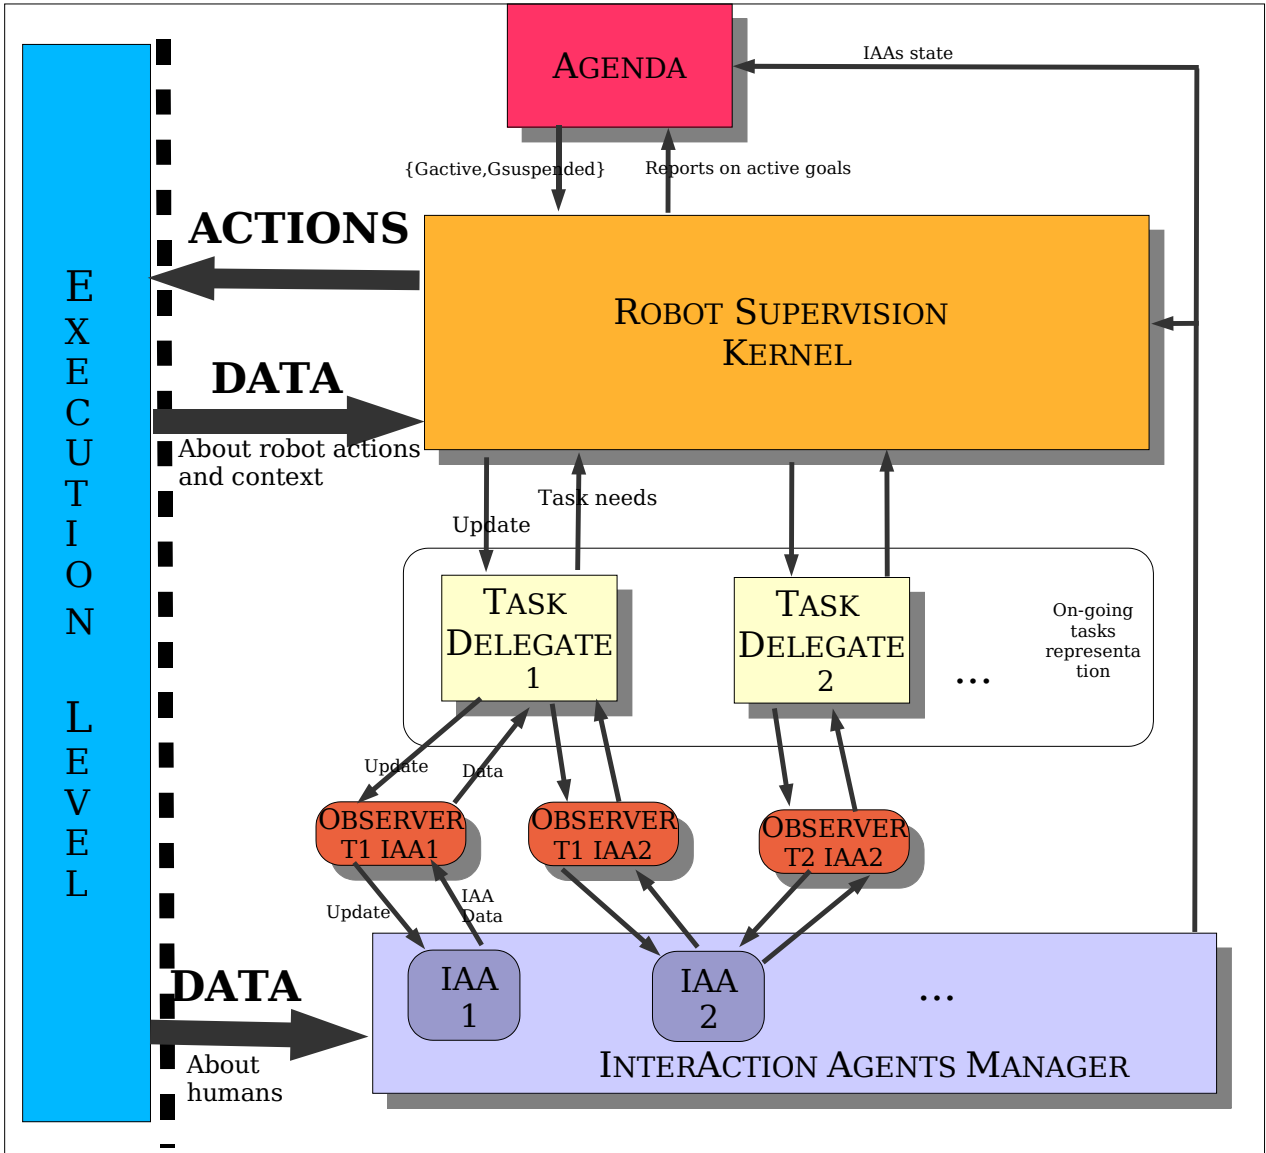 AGENDA
IAAs state
{Gactive,Gsuspended}
Reports on active goals
ACTIONS
EXECUTION LEVEL
ROBOT SUPERVISION
KERNEL
DATA
About robot actions
and context
Task needs
Update
TASK
DELEGATE
1
TASK
DELEGATE
2
...
On-going
tasks
representa
tion
Update
Data
OBSERVER
T1 IAA1
OBSERVER
T1 IAA2
OBSERVER
T2 IAA2
Update
IAA
Data
DATA
About
humans
IAA
1
IAA
2
...
INTERACTION AGENTS MANAGER